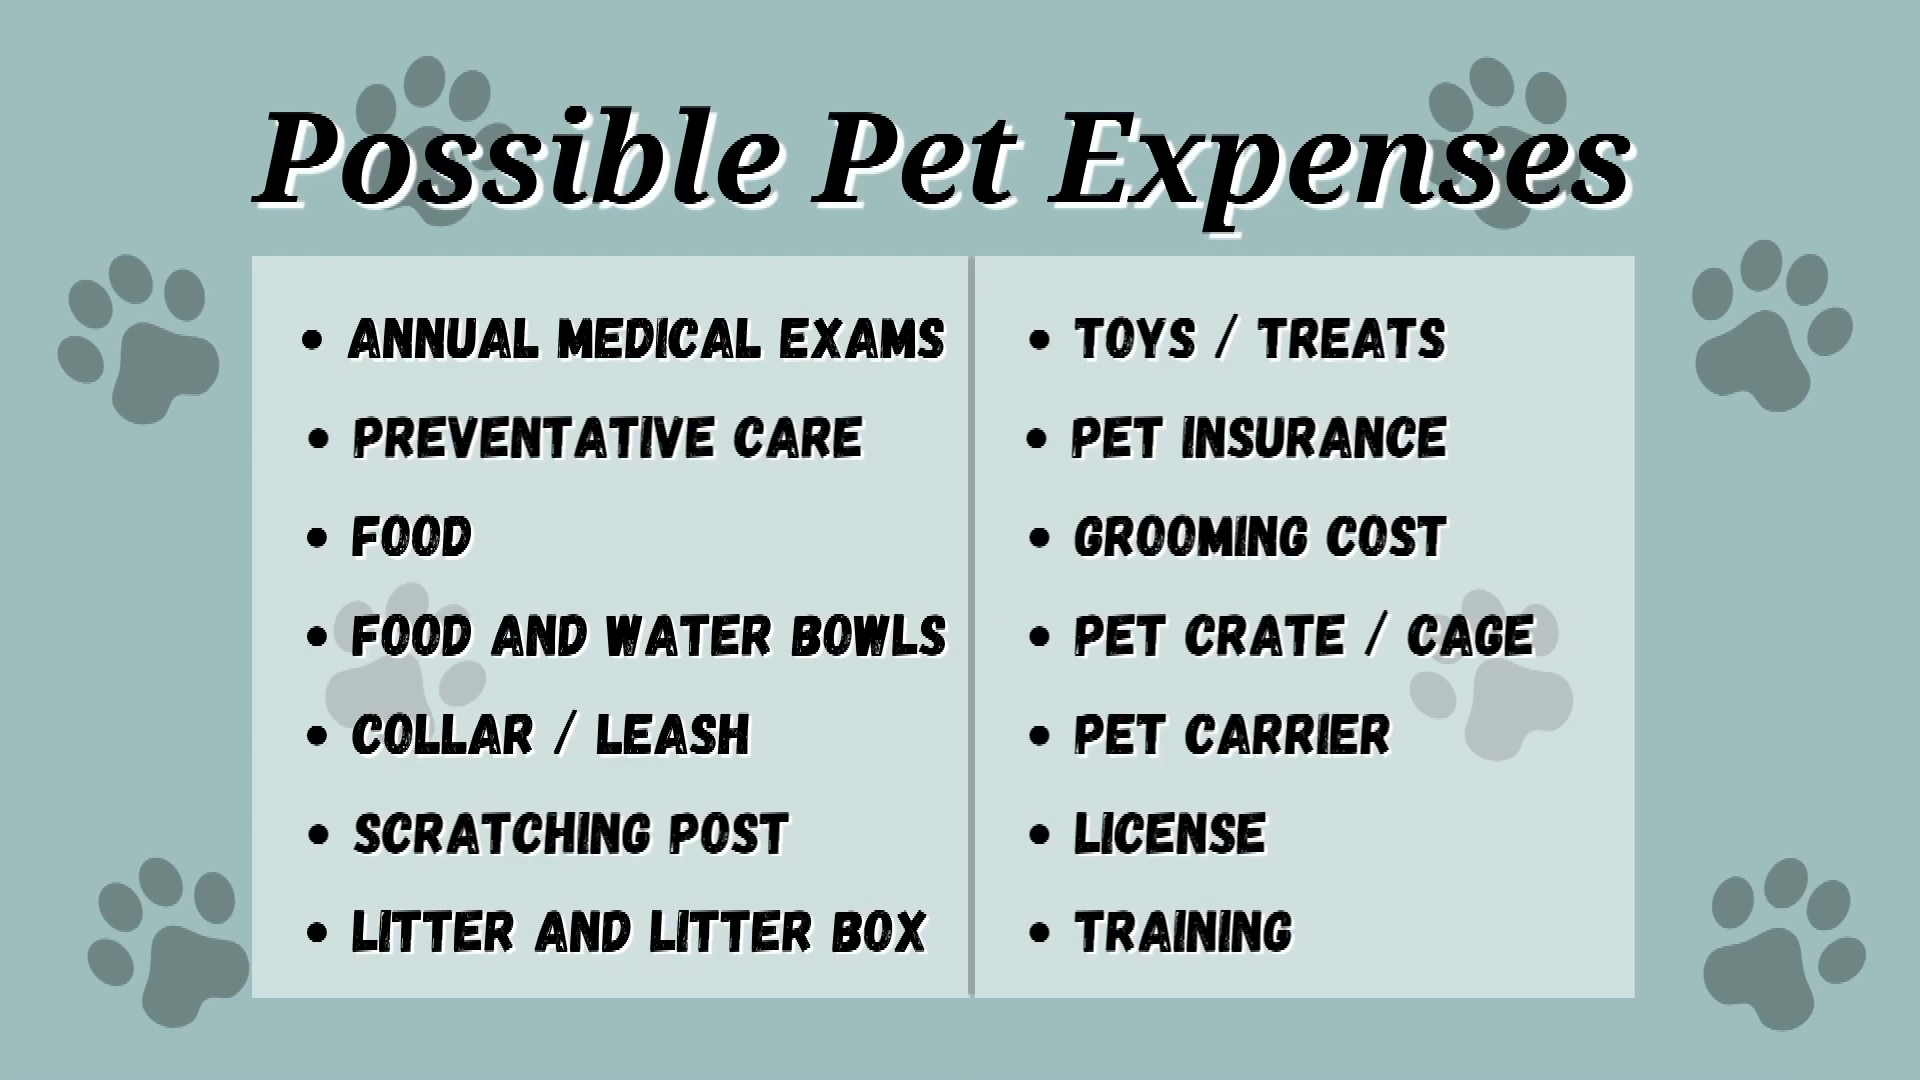 Possible Pet Expenses
• ANNUAL MEDICAL EXAMS
• PREVENTATIVE CARE
• FOOD
• FOOD AND WATER BOWLS
• COLLAR / LEASH
• SCRATCHING POST
• LITTER AND LITTER BOX
• TOYS / TREATS
• PET INSURANCE
• GROOMING COST
• PET CRATE / CAGE
• PET CARRIER
• LICENSE
• TRAINING